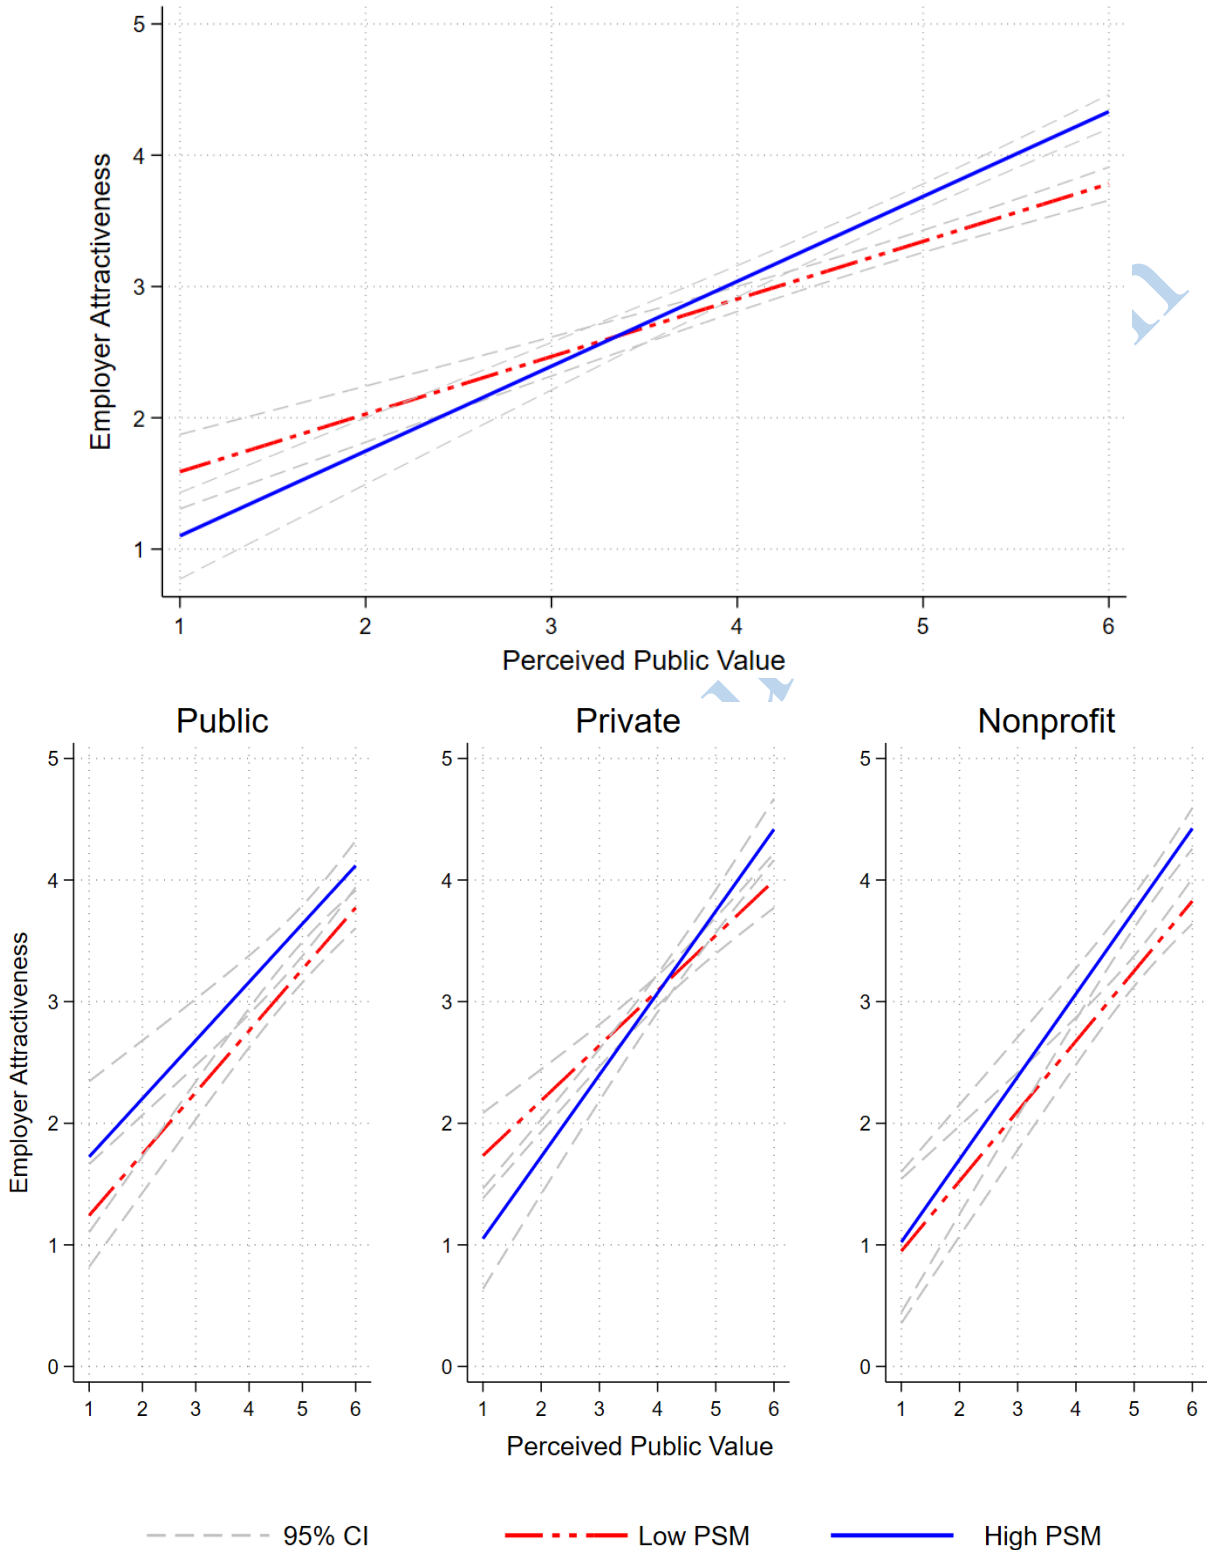 5
4
3
2
1
Employer Attractiveness
1 2 3 4 5 6
Perceived Public Value
Public Private Nonprofit
5 5 5
4 4 4
3 3 3
2 2 2
1 1 1
0 0 0
Employer Attractiveness
1 2 3 4 5 6 1 2 3 4 5 6 1 2 3 4 5 6
Perceived Public Value
95% CI Low PSM High PSM